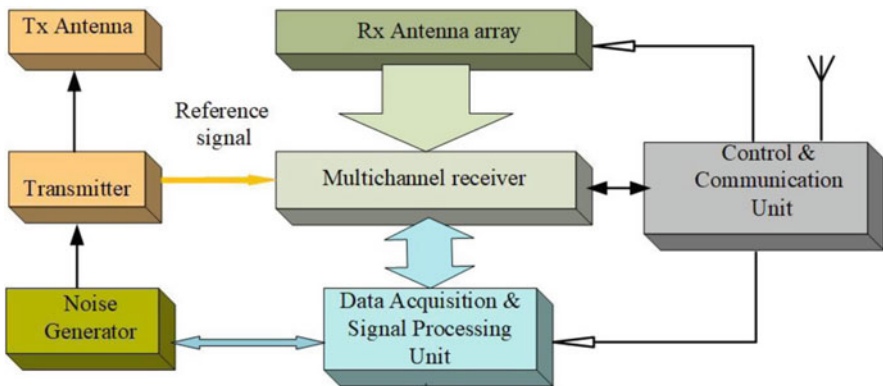 Tx Antenna
Rx Antenna array
Reference
signal
Transmitter
Multichannel receiver
Control &
Communication
Unit
Noise
Generator
Data Acquisition &
Signal Processing
Unit